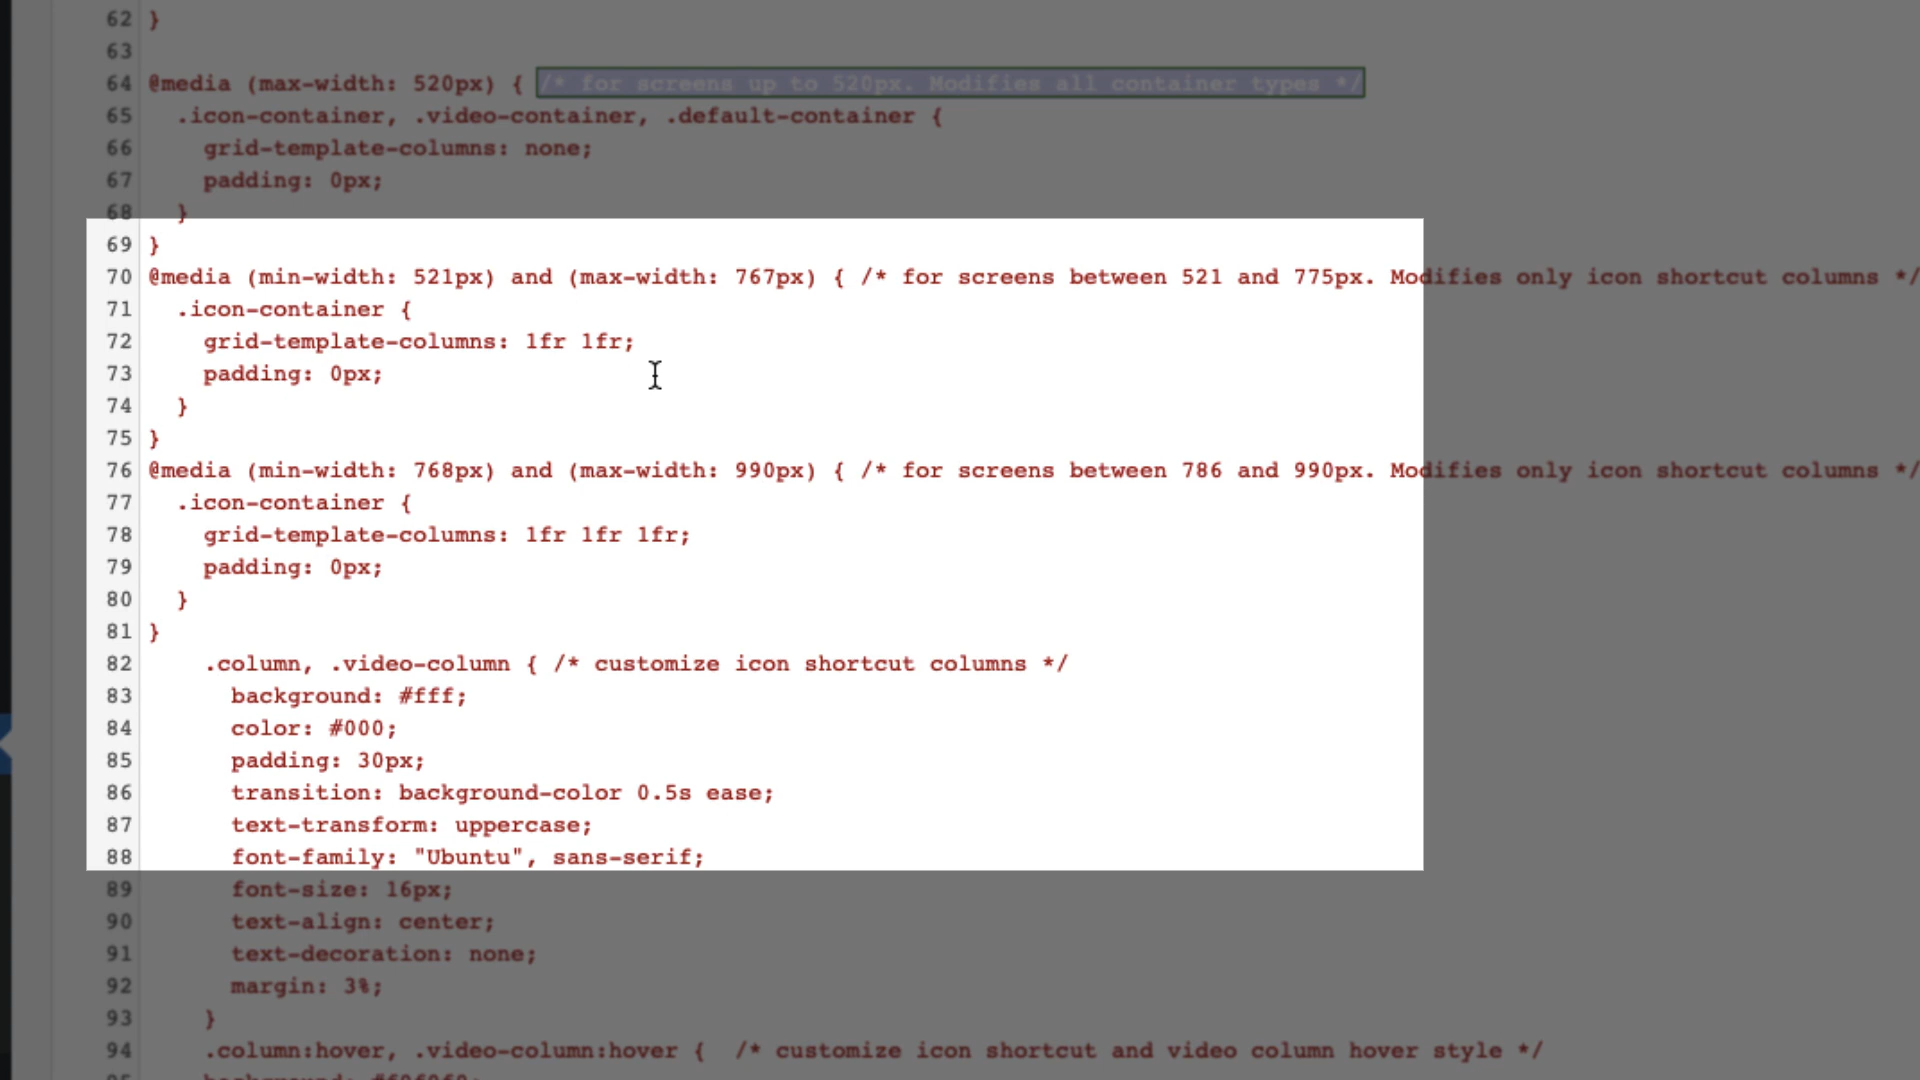 62 }
63
64 @media (max-width: 520px) { /* for screens up to 520px. Modifies all container types */
65 .icon-container, .video-container, .default-container {
66 grid-template-columns: none;
67 padding: 0px;
68 }
69 }
70 @media (min-width: 521px) and (max-width: 767px) { /* for screens between 521 and 775px. Modifies only icon shortcut columns */
71 .icon-container {
72 grid-template-columns: 1fr 1fr;
73 padding: 0px;
74 }
75 }
76 @media (min-width: 768px) and (max-width: 990px) { /* for screens between 786 and 990px. Modifies only icon shortcut columns */
77 .icon-container {
78 grid-template-columns: 1fr 1fr 1fr;
79 padding: 0px;
80 }
81 }
82 .column, .video-column { /* customize icon shortcut columns */
83 background: #fff;
84 color: #000;
85 padding: 30px;
86 transition: background-color 0.5s ease;
87 text-transform: uppercase;
88 font-family: "Ubuntu", sans-serif;
89 font-size: 16px;
90 text-align: center;
91 text-decoration: none;
92 margin: 3%;
93 }
94 .column:hover, .video-column:hover { /* customize icon shortcut and video column hover style */